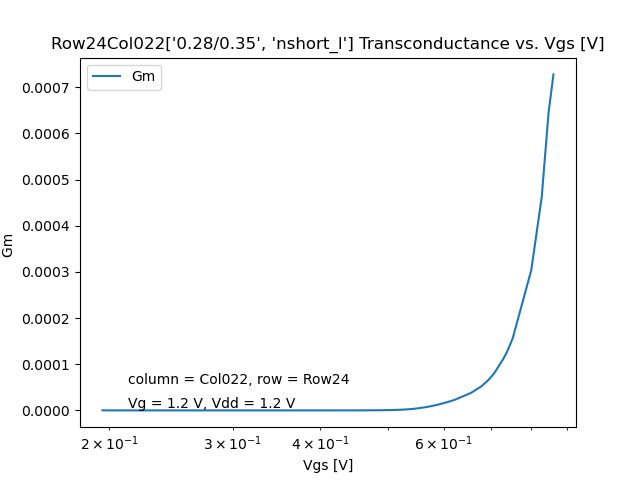 Row24Col022['0.28/0.35', 'nshort_l'] Transconductance vs. Vgs [V]
Gm
0.0007
0.0006
0.0005
0.0004
0.0003
0.0002
0.0001
0.0000
Gm
column = Col022, row = Row24
Vg = 1.2 V, Vdd = 1.2 V
2 × 10⁻¹
3 × 10⁻¹
4 × 10⁻¹
6 × 10⁻¹
Vgs [V]